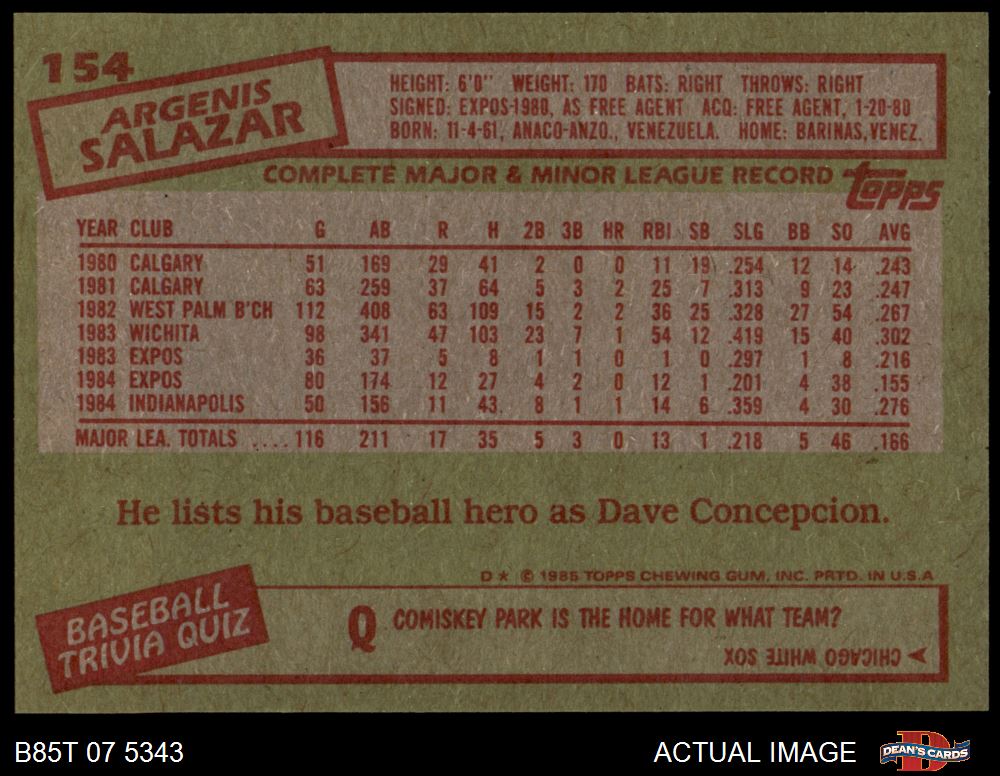 154
ARGENIS
SALAZAR
HEIGHT: 6'0" WEIGHT: 170 BATS: RIGHT THROWS: RIGHT
SIGNED: EXPOS-1980, AS FREE AGENT ACQ: FREE AGENT, 1-20-80
BORN: 11-4-61, ANACO-ANZO., VENEZUELA. HOME: BARINAS, VENEZ.
COMPLETE MAJOR & MINOR LEAGUE RECORD
topps
YEAR CLUB G AB R H 2B 3B HR RBI SB SLG BB SO AVG
1980 CALGARY 51 169 29 41 2 0 0 11 19 .254 12 14 .243
1981 CALGARY 63 259 37 64 5 3 2 25 7 .313 9 23 .247
1982 WEST PALM B'CH 112 408 63 109 15 2 2 36 25 .328 27 54 .267
1983 WICHITA 98 341 47 103 23 7 1 54 12 .419 15 40 .302
1983 EXPOS 36 37 5 8 1 1 0 1 0 .297 1 8 .216
1984 EXPOS 80 174 12 27 4 2 0 12 1 .201 4 38 .155
1984 INDIANAPOLIS 50 156 11 43 8 1 1 14 6 .359 4 30 .276
MAJOR LEA. TOTALS .... 116 211 17 35 5 3 0 13 1 .218 5 46 .166
He lists his baseball hero as Dave Concepcion.
D * © 1985 TOPPS CHEWING GUM, INC. PRTD. IN U.S.A
BASEBALL
TRIVIA QUIZ
Q COMISKEY PARK IS THE HOME FOR WHAT TEAM?
CHICAGO WHITE SOX
B85T 07 5343
ACTUAL IMAGE
D
DEAN'S CARDS